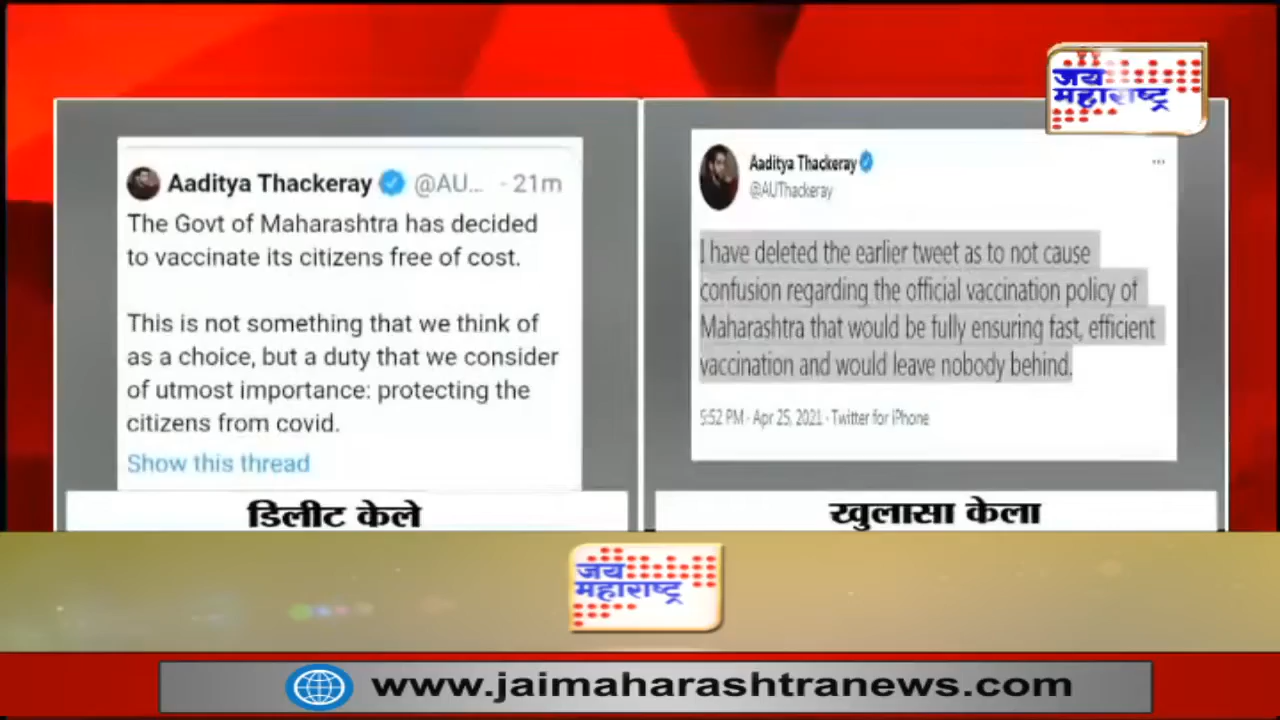 जय
महाराष्ट्र
Aaditya Thackeray @AU... · 21m
The Govt of Maharashtra has decided
to vaccinate its citizens free of cost.
This is not something that we think of
as a choice, but a duty that we consider
of utmost importance: protecting the
citizens from covid.
Show this thread
डिलीट केले
Aaditya Thackeray
@AUThackeray
I have deleted the earlier tweet as to not cause
confusion regarding the official vaccination policy of
Maharashtra that would be fully ensuring fast, efficient
vaccination and would leave nobody behind.
5:52 PM · Apr 25, 2021 · Twitter for iPhone
खुलासा केला
जय
महाराष्ट्र
www.jaimaharashtranews.com